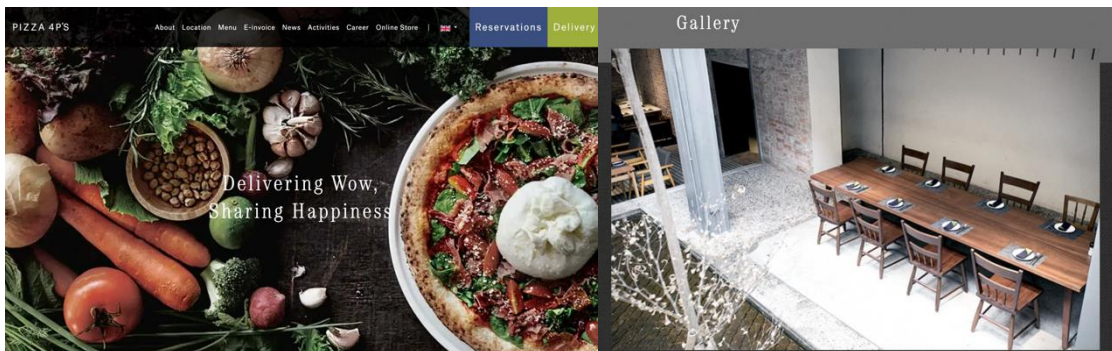 PIZZA 4P'S
About Location Menu E-invoice News Activities Career Online Store |
Reservations
Delivery
Delivering Wow,
Sharing Happiness
Gallery